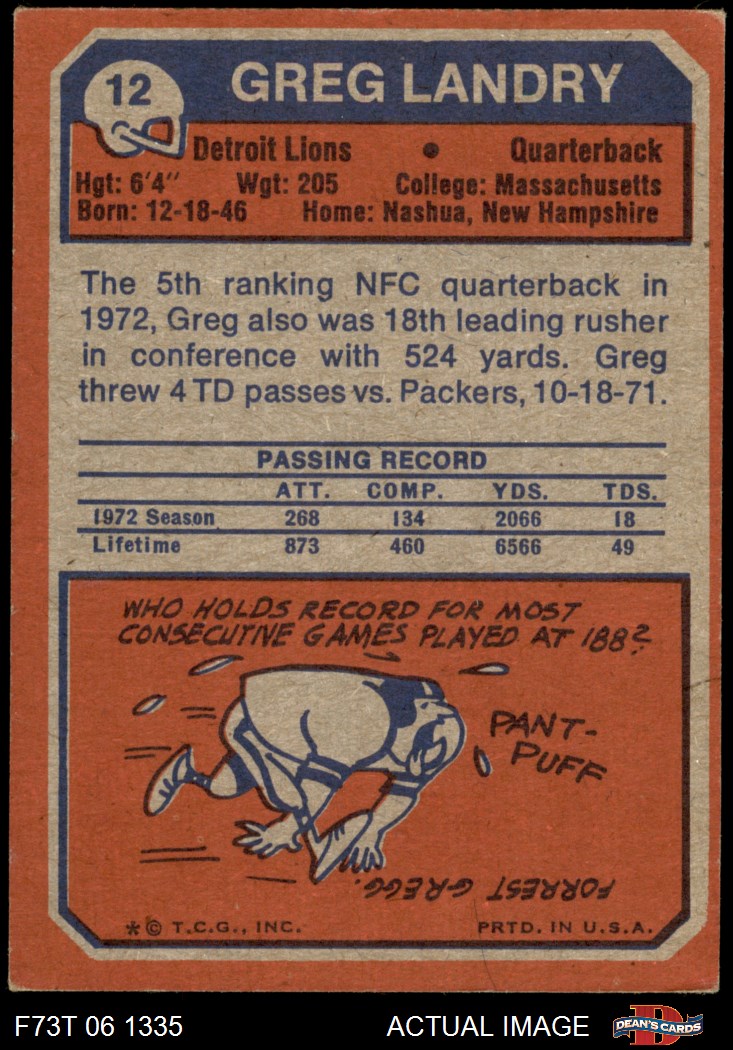 12
GREG LANDRY
Detroit Lions • Quarterback
Hgt: 6'4" Wgt: 205 College: Massachusetts
Born: 12-18-46 Home: Nashua, New Hampshire
The 5th ranking NFC quarterback in
1972, Greg also was 18th leading rusher
in conference with 524 yards. Greg
threw 4 TD passes vs. Packers, 10-18-71.
PASSING RECORD
ATT. COMP. YDS. TDS.
1972 Season 268 134 2066 18
Lifetime 873 460 6566 49
WHO HOLDS RECORD FOR MOST
CONSECUTIVE GAMES PLAYED AT 188?
PANT-
PUFF
FORREST GREGG.
*© T.C.G., INC. PRTD. IN U.S.A.
F73T 06 1335 ACTUAL IMAGE D DEAN'S CARDS